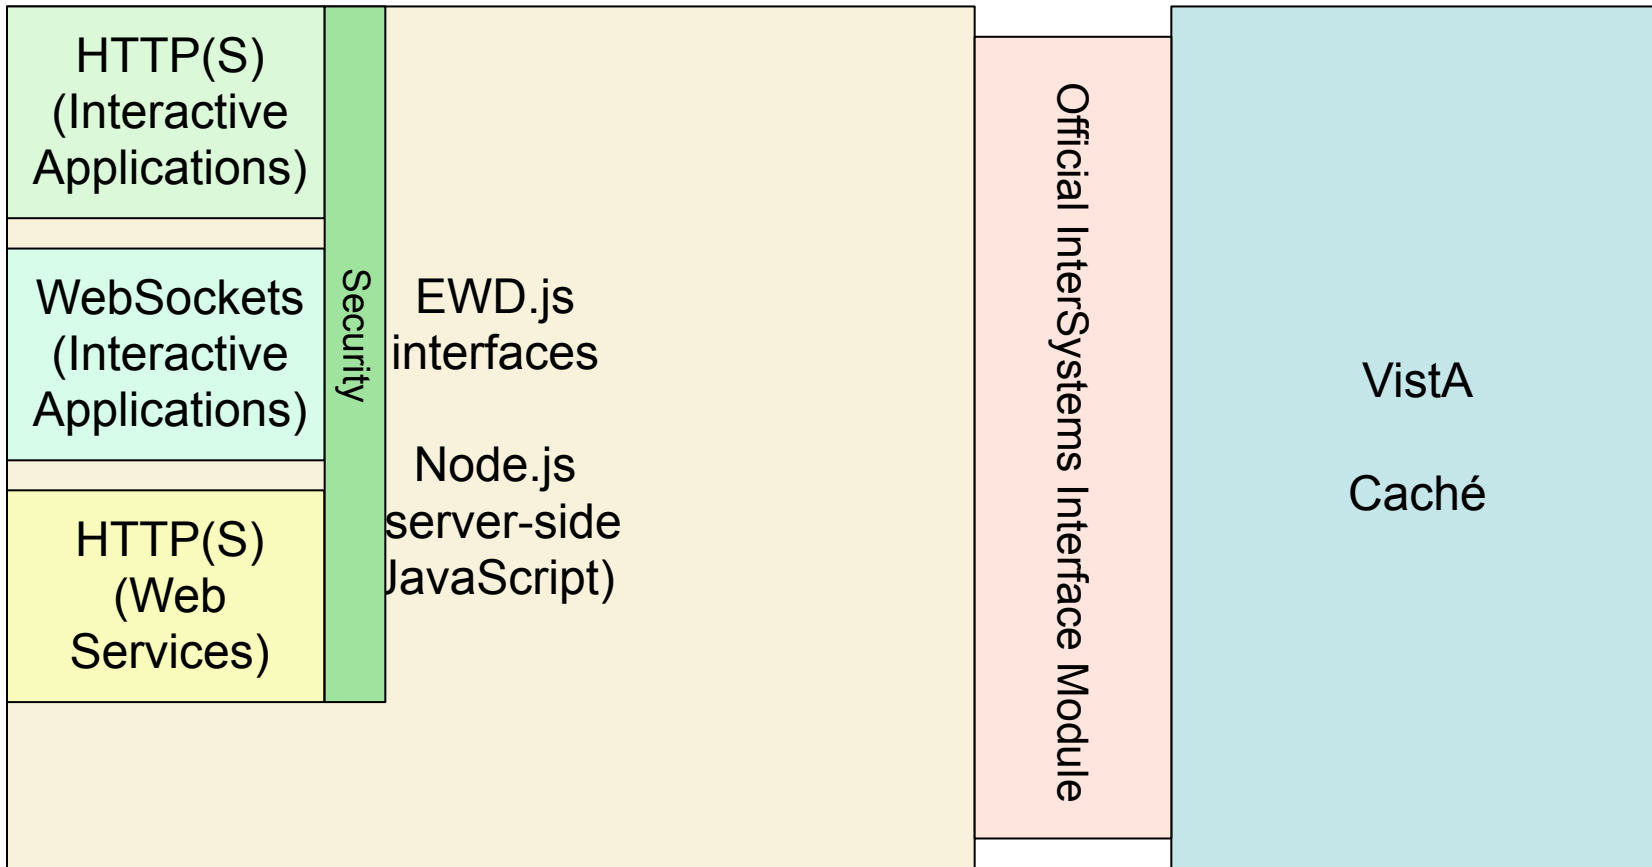 HTTP(S)
(Interactive
Applications)
WebSockets
(Interactive
Applications)
HTTP(S)
(Web
Services)
Security
EWD.js
interfaces
Node.js
server-side
JavaScript)
Official InterSystems Interface Module
VistA
Caché